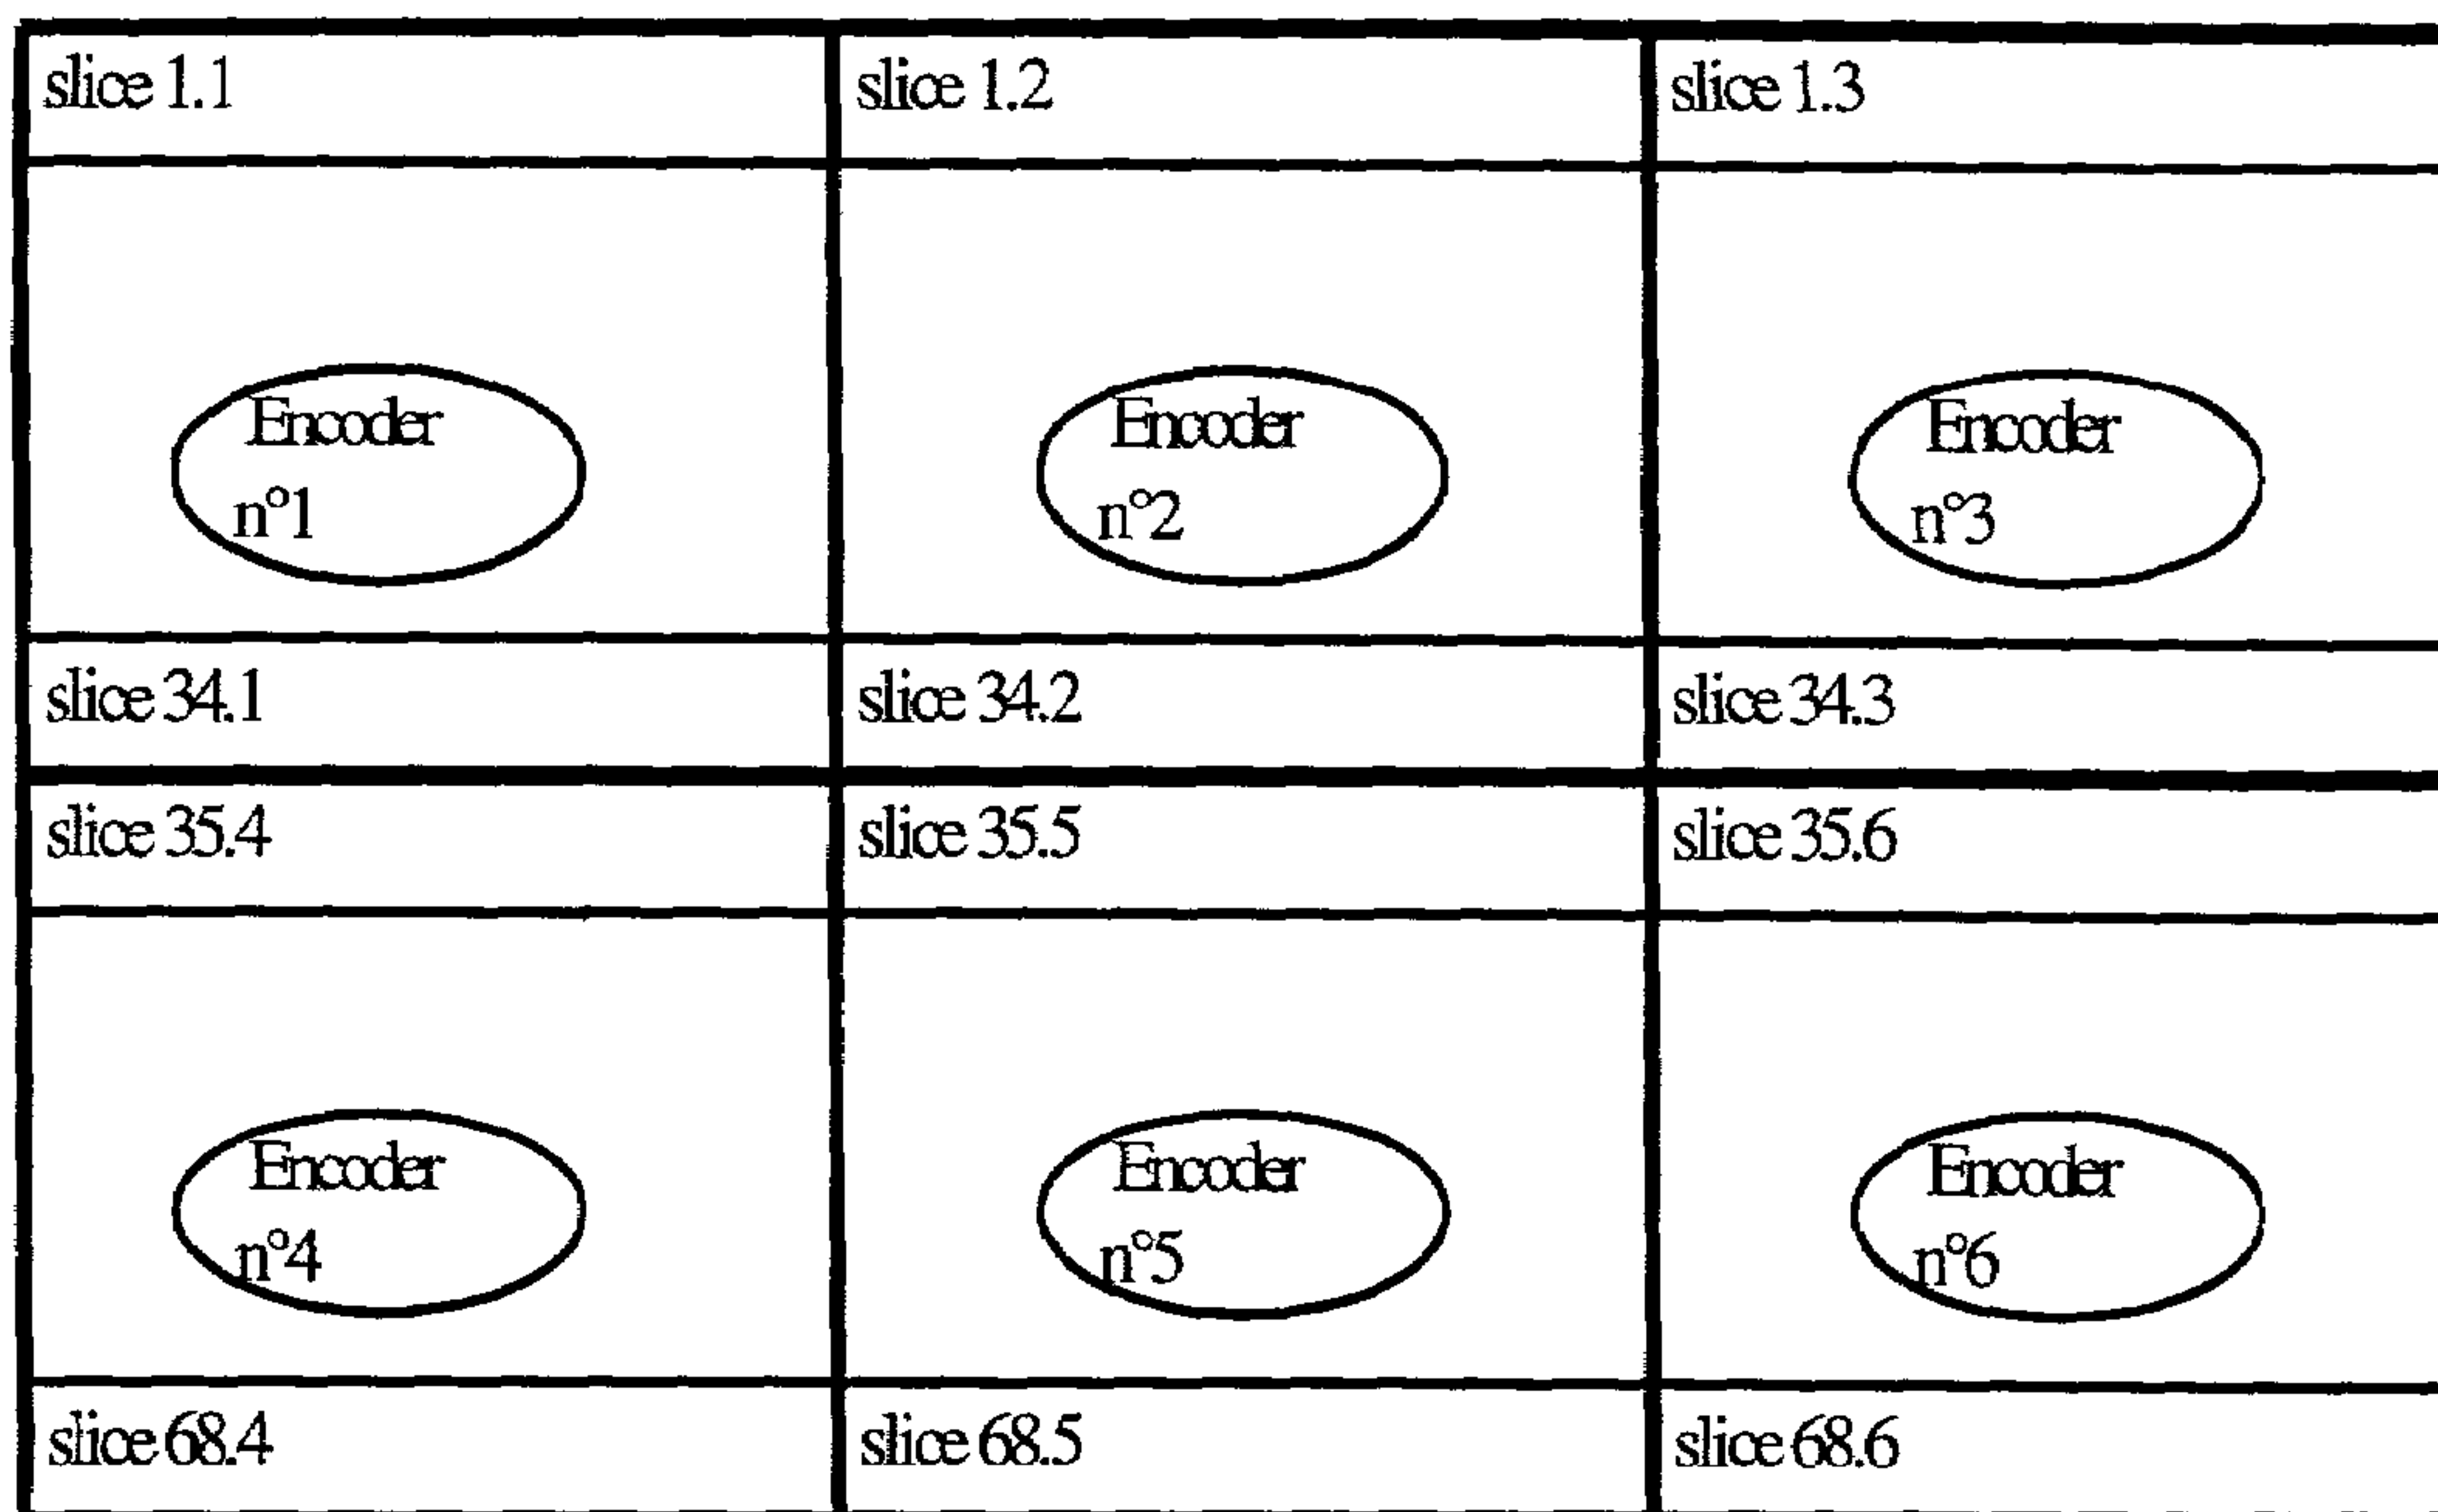 slice 1.1
slice 1.2
slice 1.3
Encoder
n°1
Encoder
n°2
Encoder
n°3
slice 34.1
slice 34.2
slice 34.3
slice 35.4
slice 35.5
slice 35.6
Encoder
n°4
Encoder
n°5
Encoder
n°6
slice 68.4
slice 68.5
slice 68.6